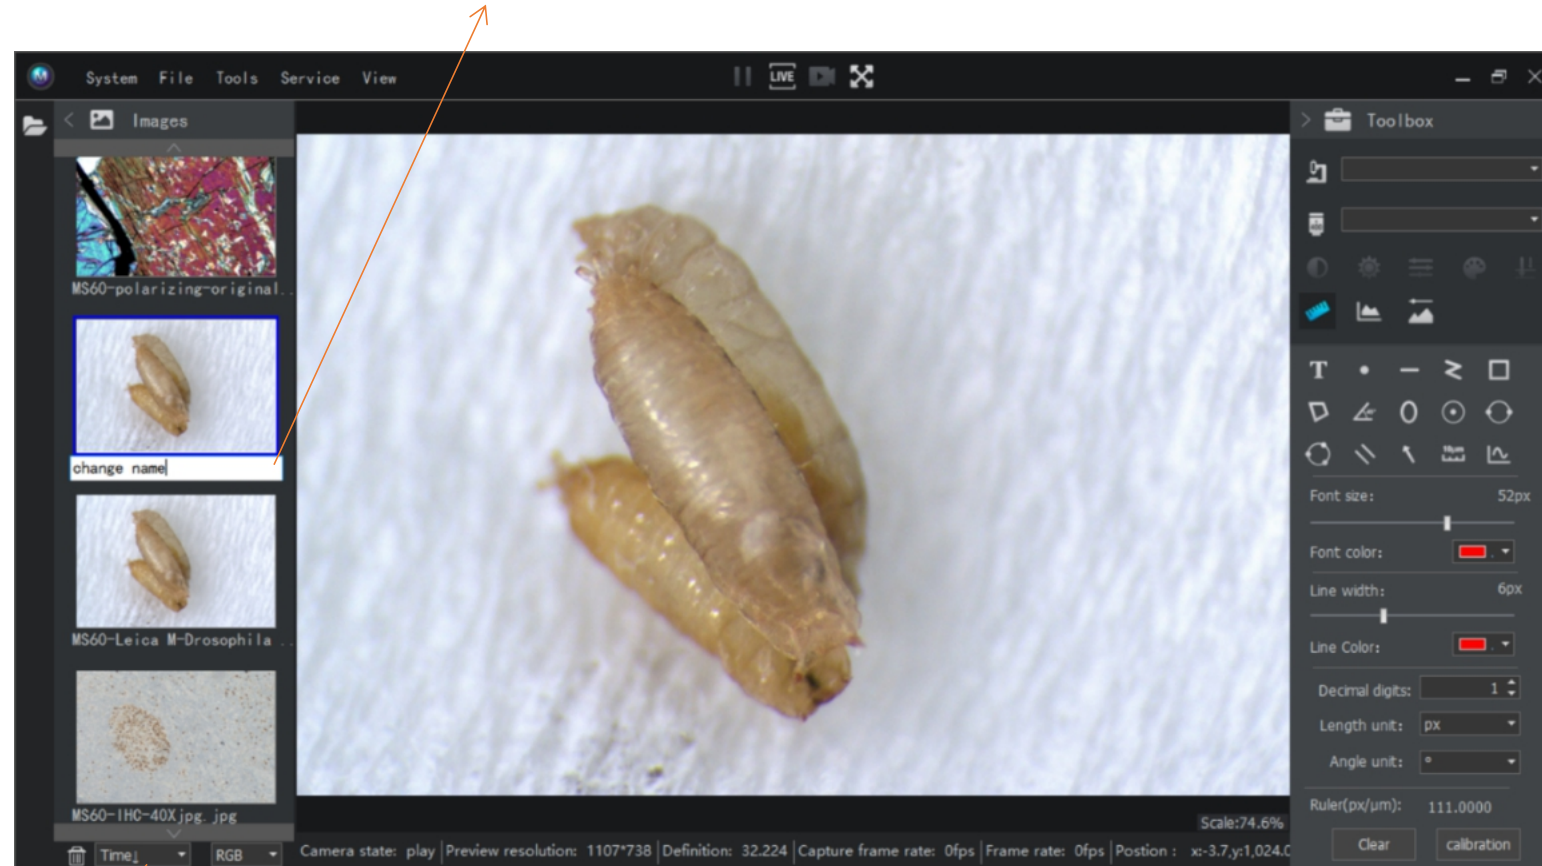 System File Tools Service View LIVE
Images
Toolbox
MS60-polarizing-original..
change name
MS60-Leica M-Drosophila ..
MS60-IHC-40Xjpg.jpg
Time↓ RGB
Font size: 52px
Font color:
Line width: 6px
Line Color:
Decimal digits: 1
Length unit: px
Angle unit: °
Ruler(px/μm): 111.0000
Clear calibration
Scale:74.6%
Camera state: play Preview resolution: 1107*738 Definition: 32.224 Capture frame rate: 0fps Frame rate: 0fps Postion : x:-3.7,y:1,024.0